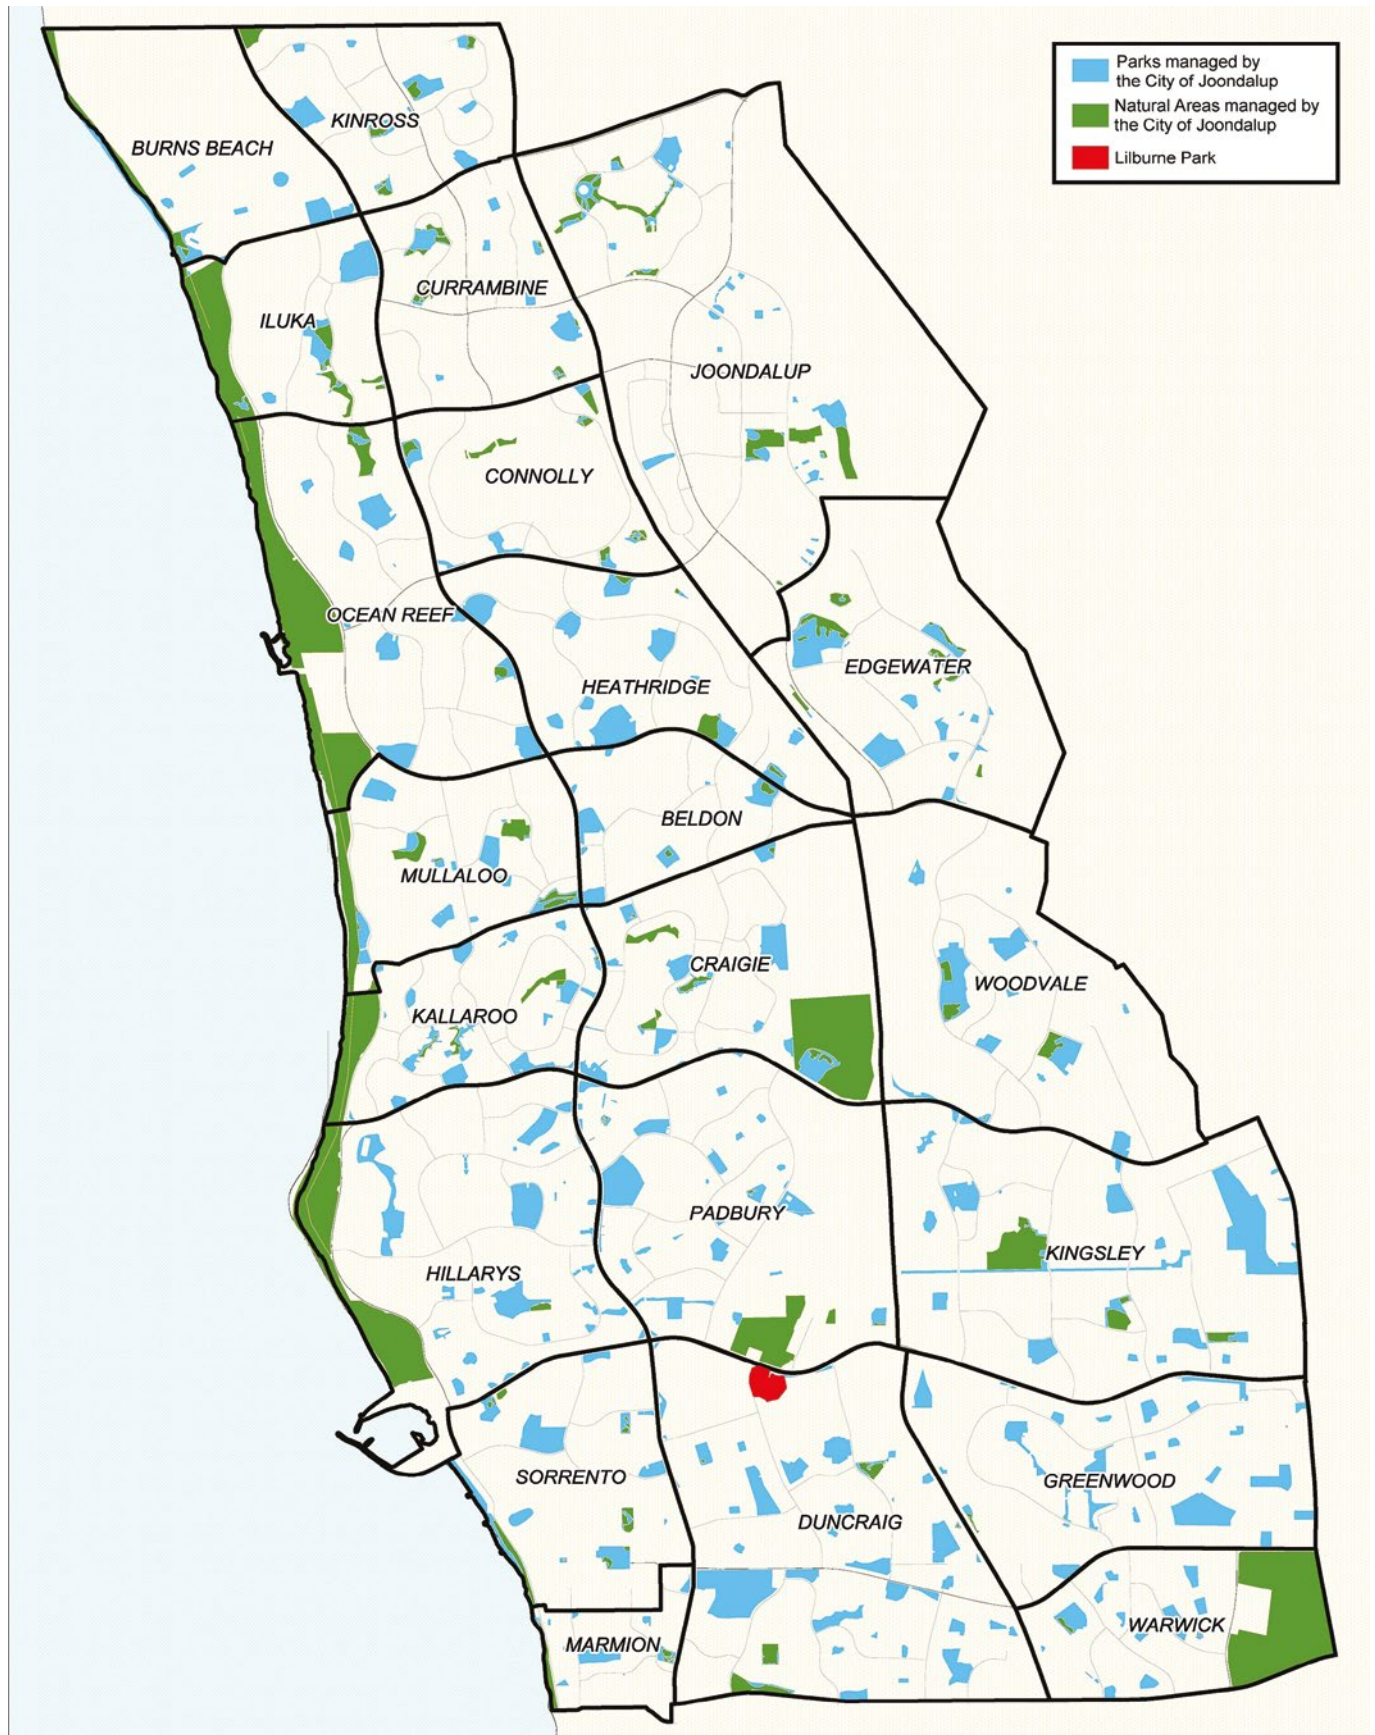 Parks managed by
the City of Joondalup
Natural Areas managed by
the City of Joondalup
Lilburne Park
KINROSS
BURNS BEACH
CURRAMBINE
ILUKA
JOONDALUP
CONNOLLY
OCEAN REEF
EDGEWATER
HEATHRIDGE
BELDON
MULLALOO
CRAIGIE
WOODVALE
KALLAROO
PADBURY
KINGSLEY
HILLARYS
SORRENTO
GREENWOOD
DUNCRAIG
WARWICK
MARMION